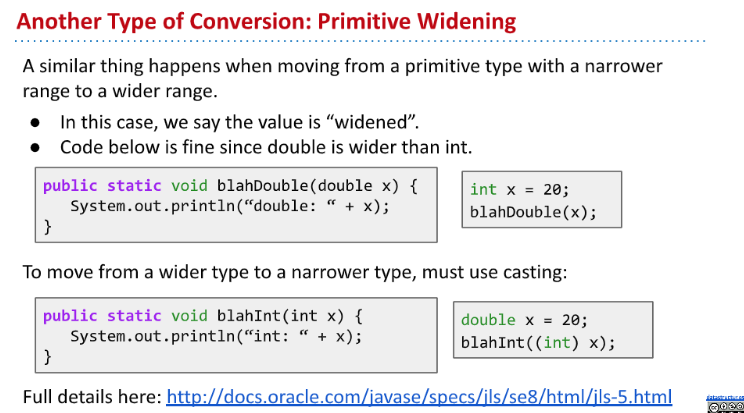 Another Type of Conversion: Primitive Widening
A similar thing happens when moving from a primitive type with a narrower
range to a wider range.
● In this case, we say the value is “widened”.
● Code below is fine since double is wider than int.
public static void blahDouble(double x) {
System.out.println(“double: “ + x);
}
int x = 20;
blahDouble(x);
To move from a wider type to a narrower type, must use casting:
public static void blahInt(int x) {
System.out.println(“int: “ + x);
}
double x = 20;
blahInt((int) x);
Full details here: http://docs.oracle.com/javase/specs/jls/se8/html/jls-5.html